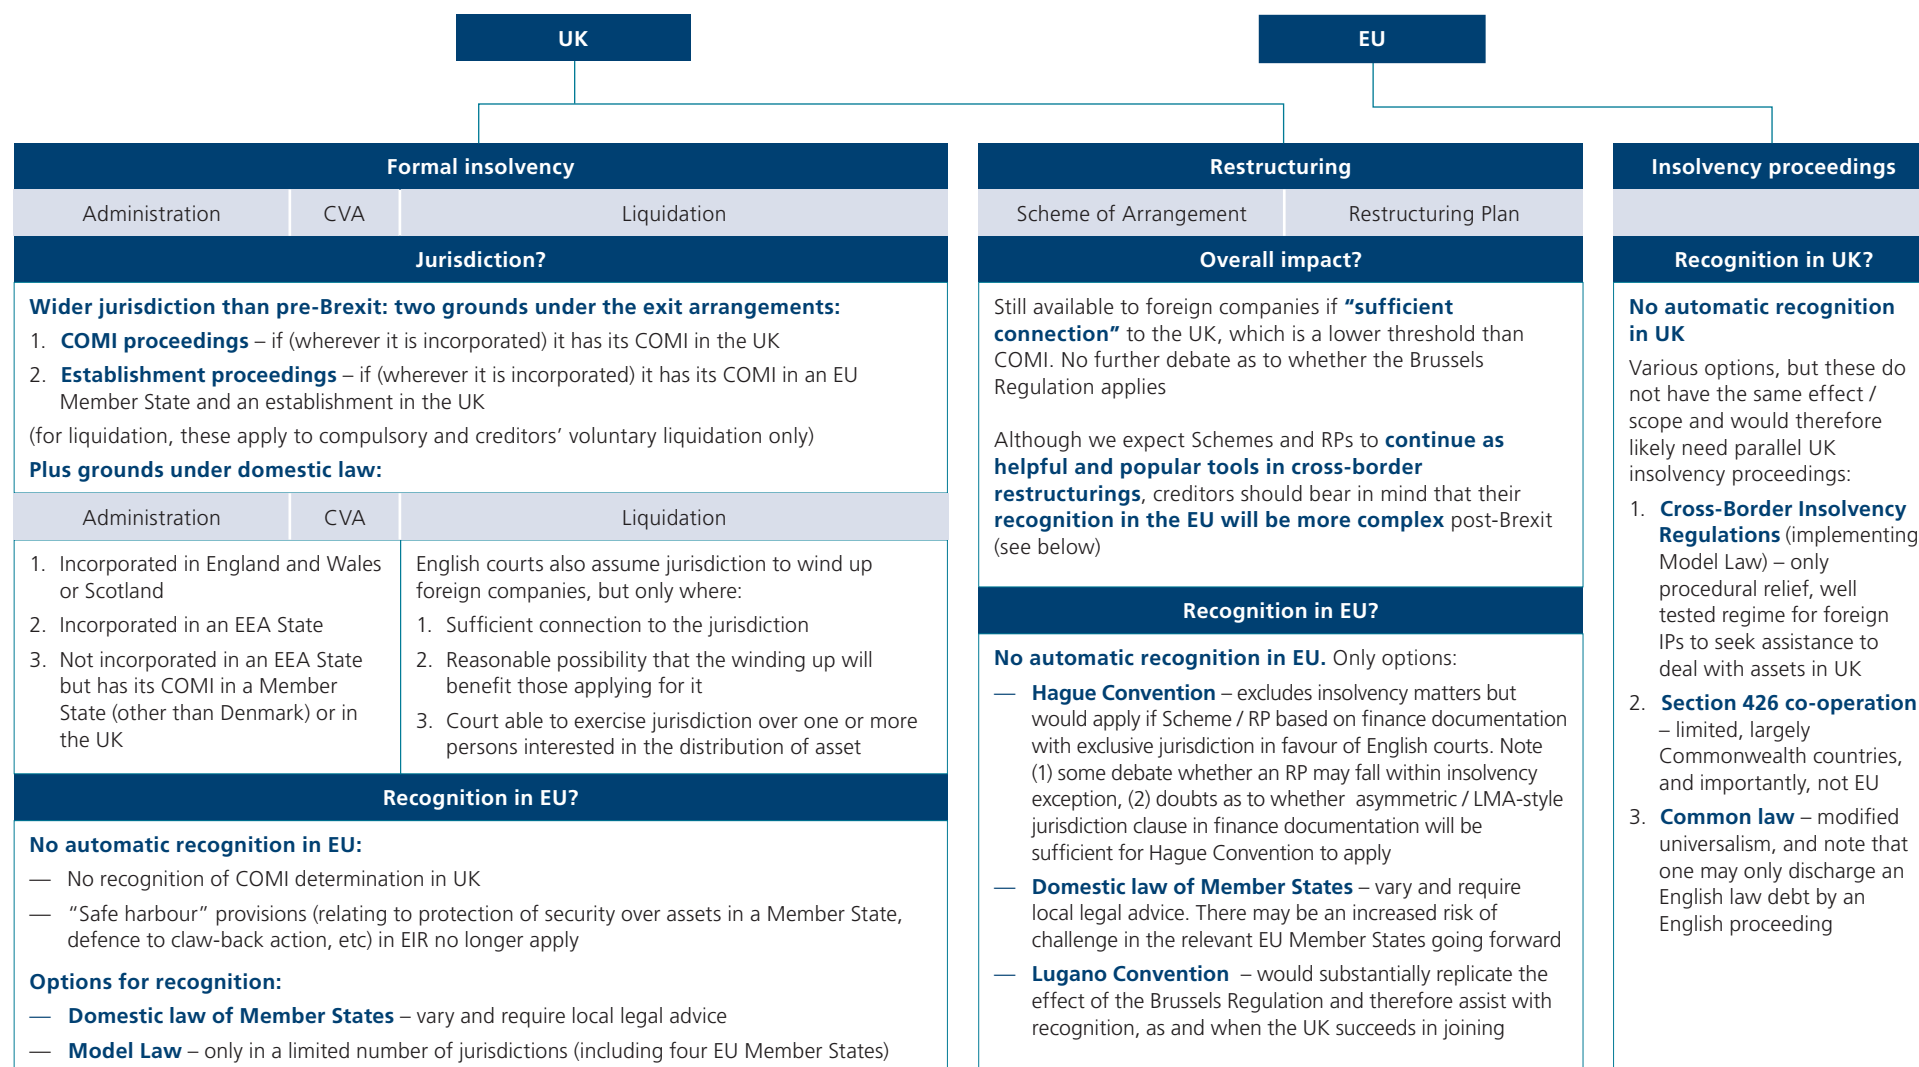 UK
EU
Formal insolvency
Administration
CVA
Liquidation
Jurisdiction?
Wider jurisdiction than pre-Brexit: two grounds under the exit arrangements:
1. COMI proceedings – if (wherever it is incorporated) it has its COMI in the UK
2. Establishment proceedings – if (wherever it is incorporated) it has its COMI in an EU
Member State and an establishment in the UK
(for liquidation, these apply to compulsory and creditors’ voluntary liquidation only)
Plus grounds under domestic law:
Administration
CVA
Liquidation
1. Incorporated in England and Wales
or Scotland
2. Incorporated in an EEA State
3. Not incorporated in an EEA State
but has its COMI in a Member
State (other than Denmark) or in
the UK
English courts also assume jurisdiction to wind up
foreign companies, but only where:
1. Sufficient connection to the jurisdiction
2. Reasonable possibility that the winding up will
benefit those applying for it
3. Court able to exercise jurisdiction over one or more
persons interested in the distribution of asset
Recognition in EU?
No automatic recognition in EU:
— No recognition of COMI determination in UK
— “Safe harbour” provisions (relating to protection of security over assets in a Member State,
defence to claw-back action, etc) in EIR no longer apply
Options for recognition:
— Domestic law of Member States – vary and require local legal advice
— Model Law – only in a limited number of jurisdictions (including four EU Member States)
Restructuring
Scheme of Arrangement
Restructuring Plan
Overall impact?
Still available to foreign companies if “sufficient
connection” to the UK, which is a lower threshold than
COMI. No further debate as to whether the Brussels
Regulation applies
Although we expect Schemes and RPs to continue as
helpful and popular tools in cross-border
restructurings, creditors should bear in mind that their
recognition in the EU will be more complex post-Brexit
(see below)
Recognition in EU?
No automatic recognition in EU. Only options:
— Hague Convention – excludes insolvency matters but
would apply if Scheme / RP based on finance documentation
with exclusive jurisdiction in favour of English courts. Note
(1) some debate whether an RP may fall within insolvency
exception, (2) doubts as to whether asymmetric / LMA-style
jurisdiction clause in finance documentation will be
sufficient for Hague Convention to apply
— Domestic law of Member States – vary and require
local legal advice. There may be an increased risk of
challenge in the relevant EU Member States going forward
— Lugano Convention – would substantially replicate the
effect of the Brussels Regulation and therefore assist with
recognition, as and when the UK succeeds in joining
Insolvency proceedings
Recognition in UK?
No automatic recognition
in UK
Various options, but these do
not have the same effect /
scope and would therefore
likely need parallel UK
insolvency proceedings:
1. Cross-Border Insolvency
Regulations (implementing
Model Law) – only
procedural relief, well
tested regime for foreign
IPs to seek assistance to
deal with assets in UK
2. Section 426 co-operation
– limited, largely
Commonwealth countries,
and importantly, not EU
3. Common law – modified
universalism, and note that
one may only discharge an
English law debt by an
English proceeding